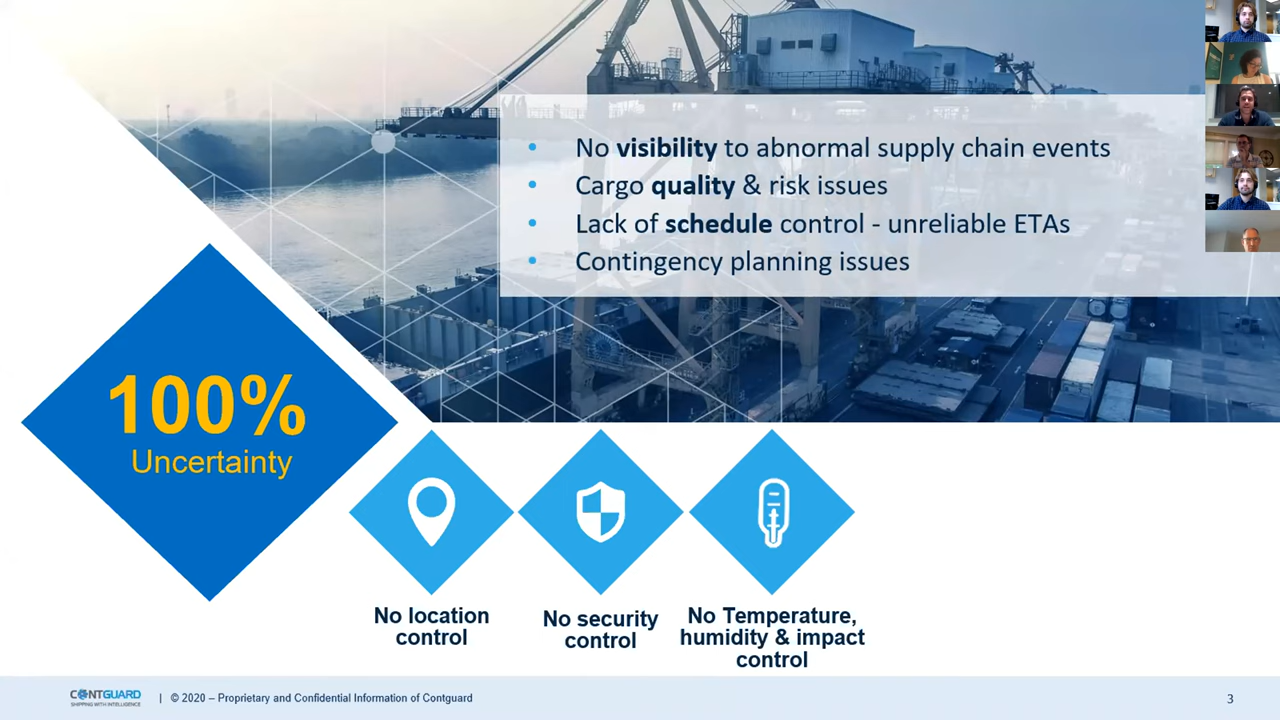 • No visibility to abnormal supply chain events
• Cargo quality & risk issues
• Lack of schedule control - unreliable ETAs
• Contingency planning issues
100%
Uncertainty
No location
control
No security
control
No Temperature,
humidity & impact
control
CONTGUARD
SHIPPING WITH INTELLIGENCE
| © 2020 – Proprietary and Confidential Information of Contguard
3